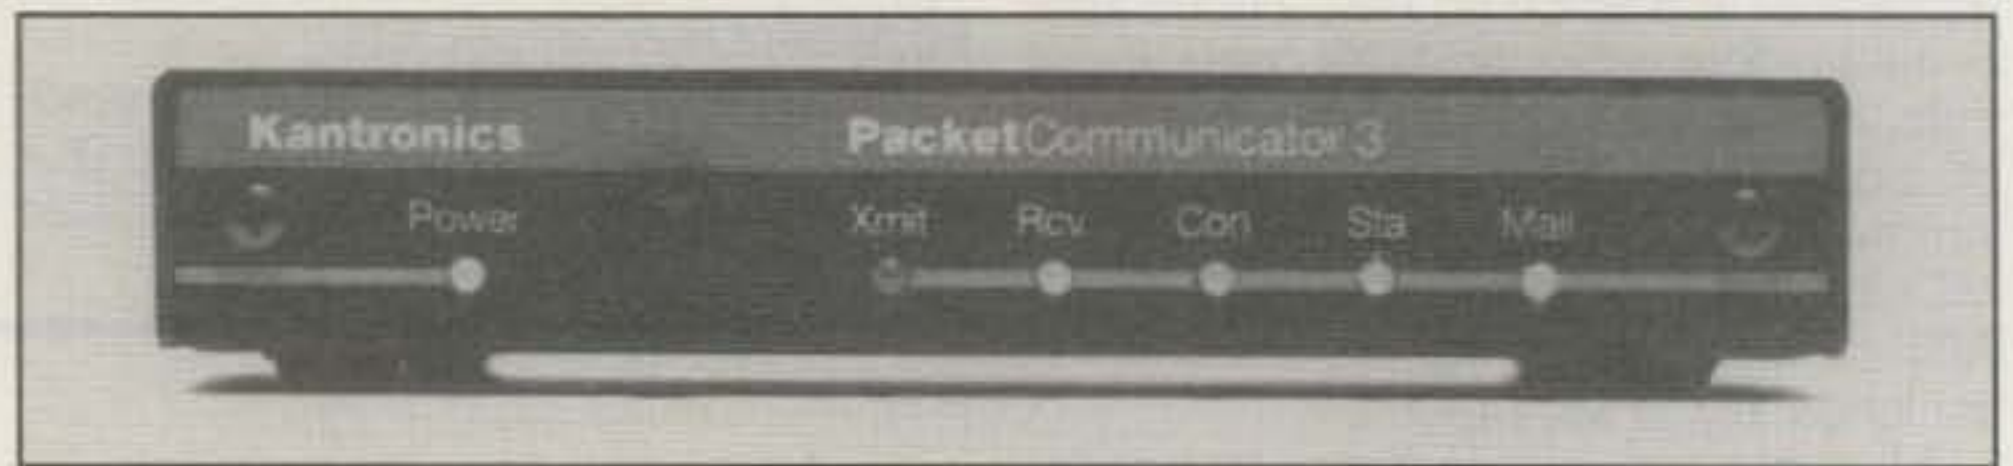 Kantronics PacketCommunicator 3
Power Xmit Rcv Con Sta Mail